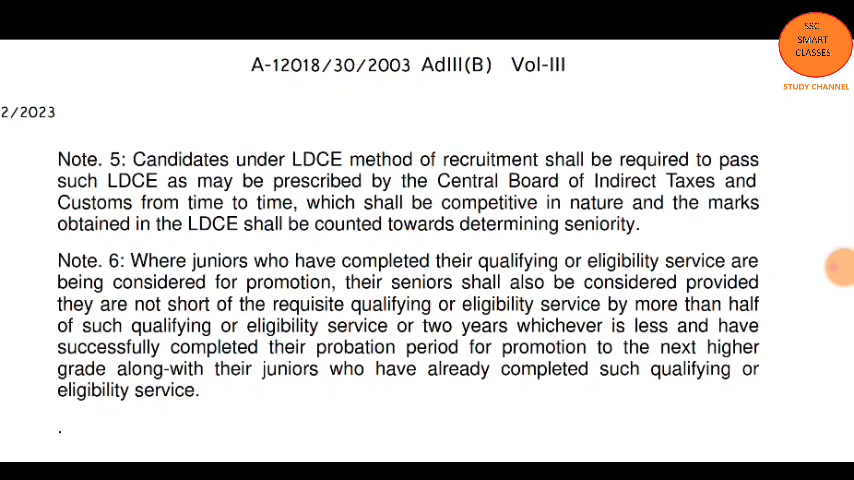 SSC
SMART
CLASSES
STUDY CHANNEL
A-12018/30/2003 AdIII(B) Vol-III
2/2023
Note. 5: Candidates under LDCE method of recruitment shall be required to pass
such LDCE as may be prescribed by the Central Board of Indirect Taxes and
Customs from time to time, which shall be competitive in nature and the marks
obtained in the LDCE shall be counted towards determining seniority.
Note. 6: Where juniors who have completed their qualifying or eligibility service are
being considered for promotion, their seniors shall also be considered provided
they are not short of the requisite qualifying or eligibility service by more than half
of such qualifying or eligibility service or two years whichever is less and have
successfully completed their probation period for promotion to the next higher
grade along-with their juniors who have already completed such qualifying or
eligibility service.
.